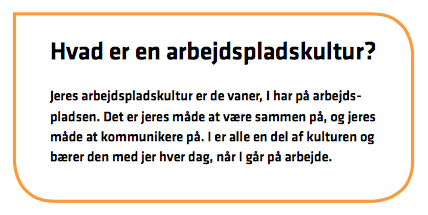 Hvad er en arbejdspladskultur?
Jeres arbejdspladskultur er de vaner, I har på arbejds-
pladsen. Det er jeres måde at være sammen på, og jeres
måde at kommunikere på. I er alle en del af kulturen og
bærer den med jer hver dag, når I går på arbejde.